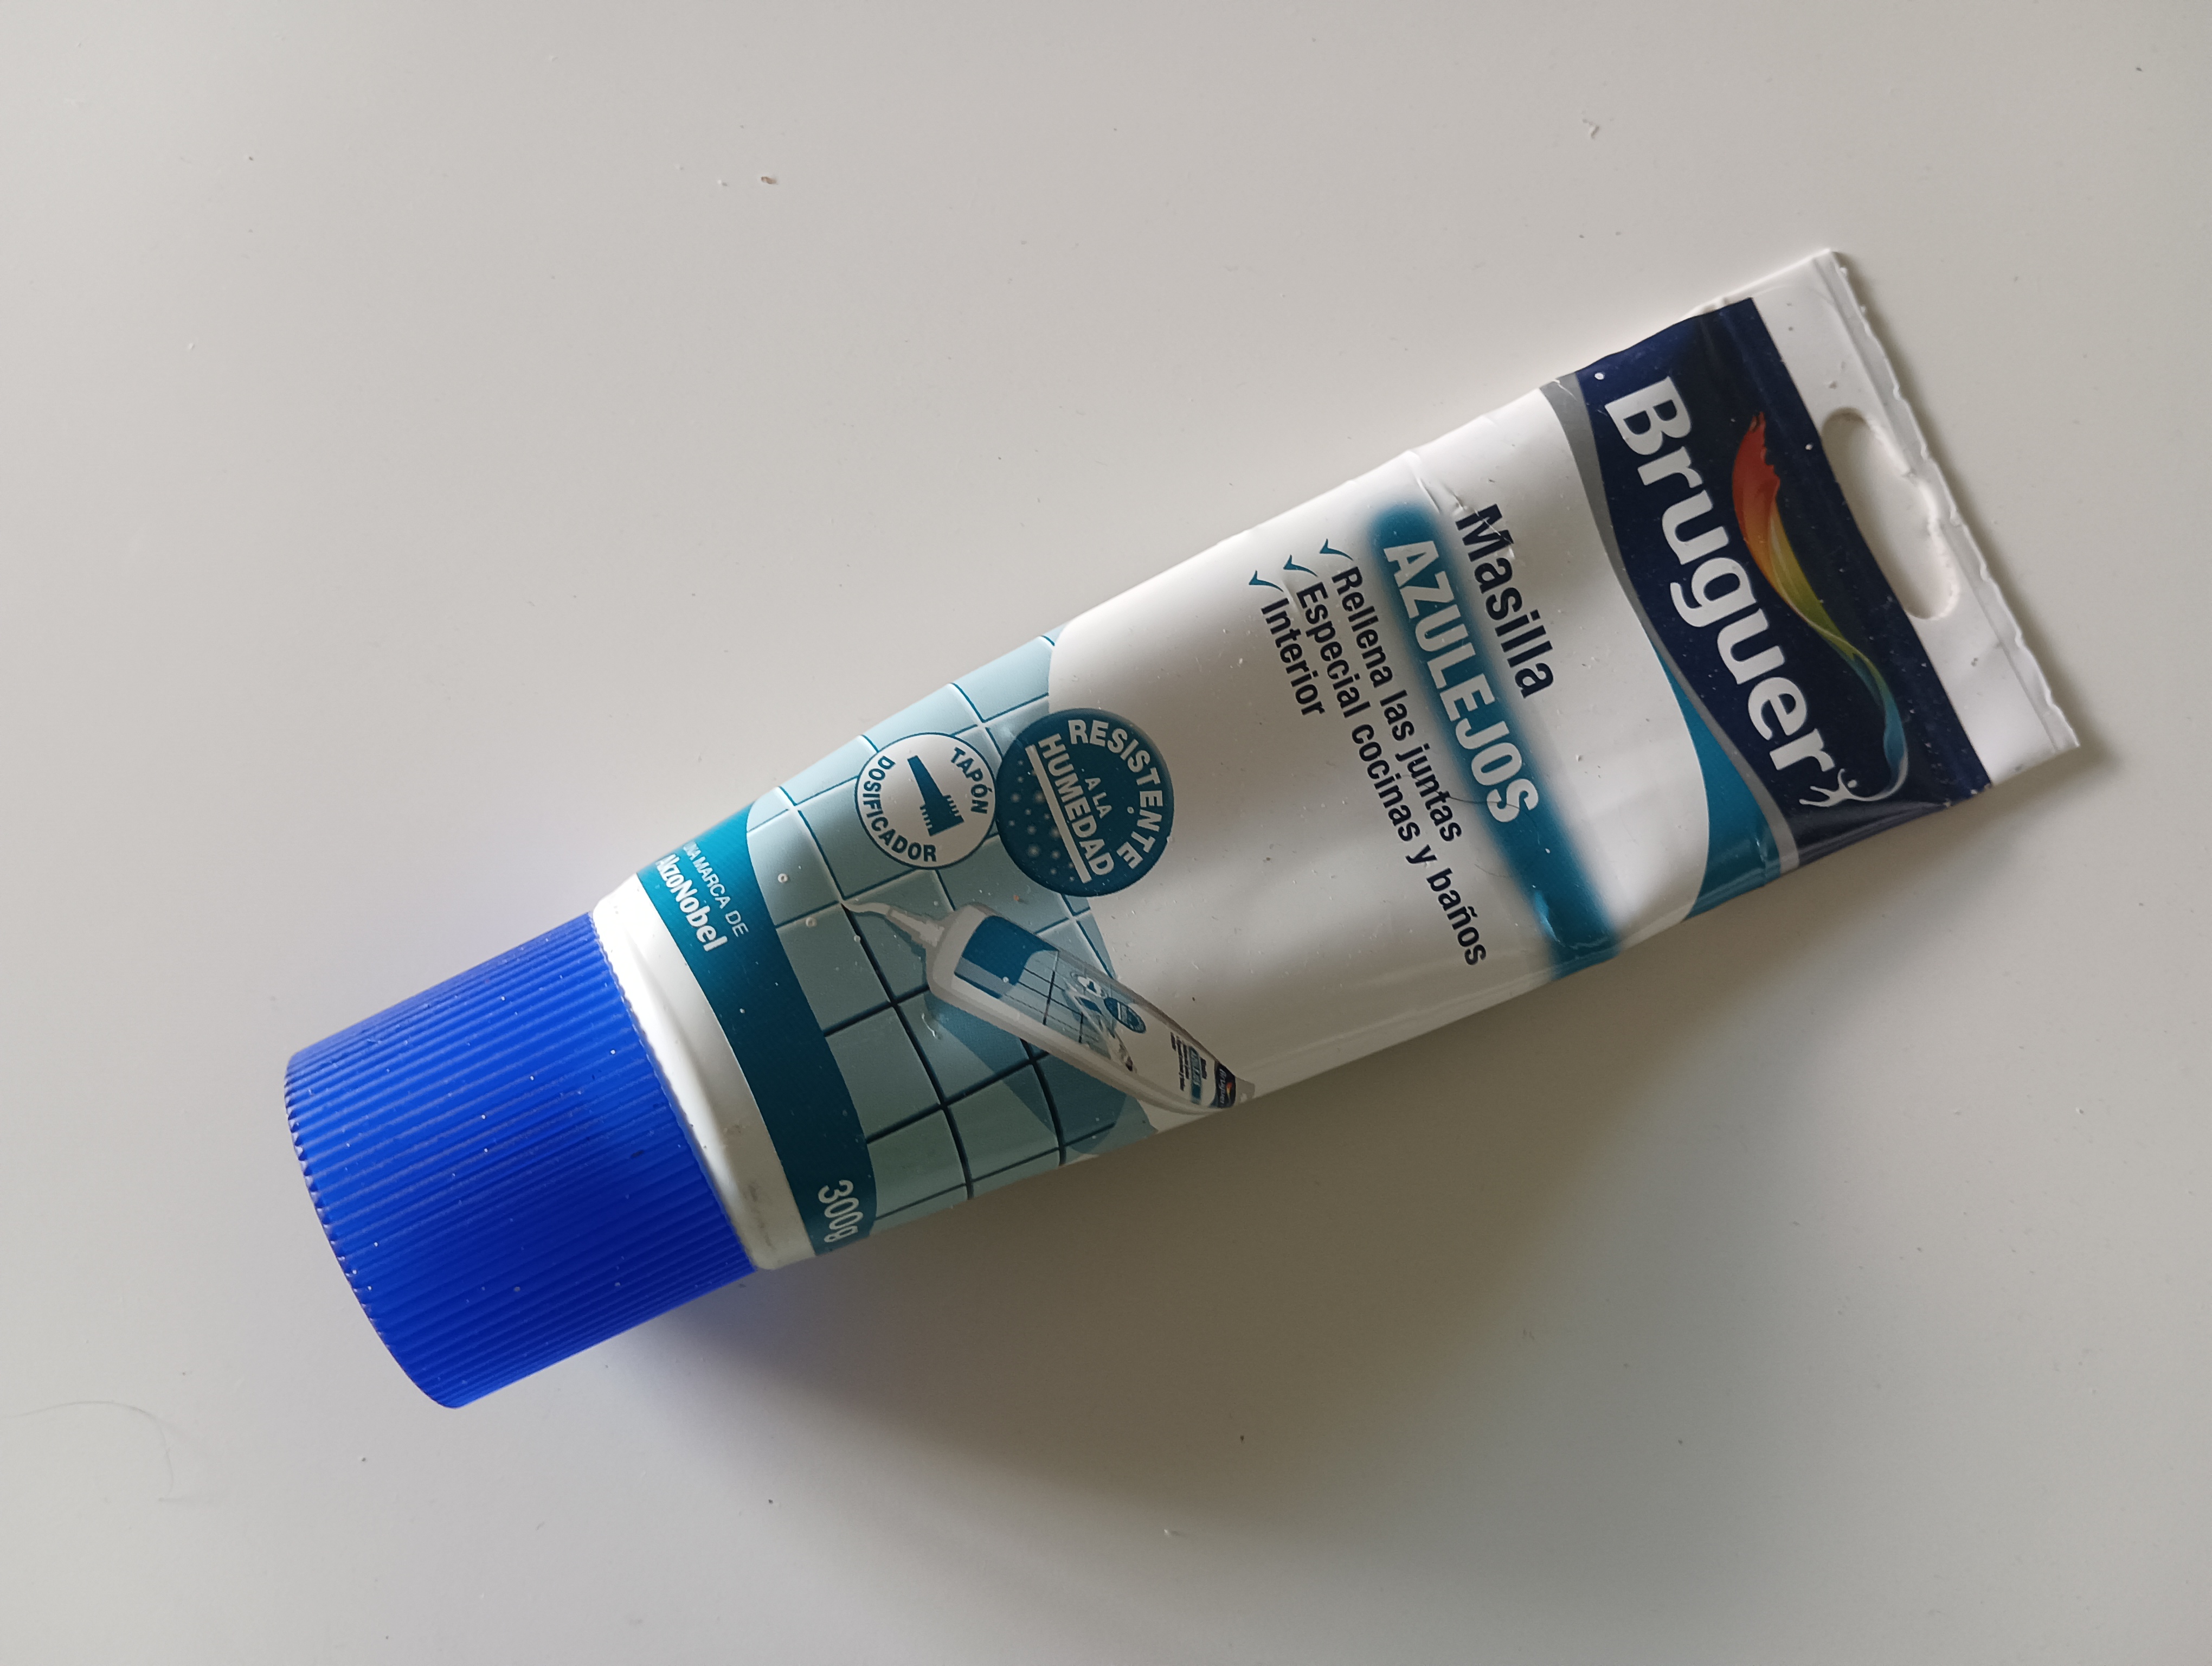 Bruguer
Masilla
AZULEJOS
Rellena las juntas
Especial cocinas y baños
Interior
RESISTENTE
A LA
HUMEDAD
TAPÓN
DOSIFICADOR
UNA MARCA DE
AkzoNobel
300g